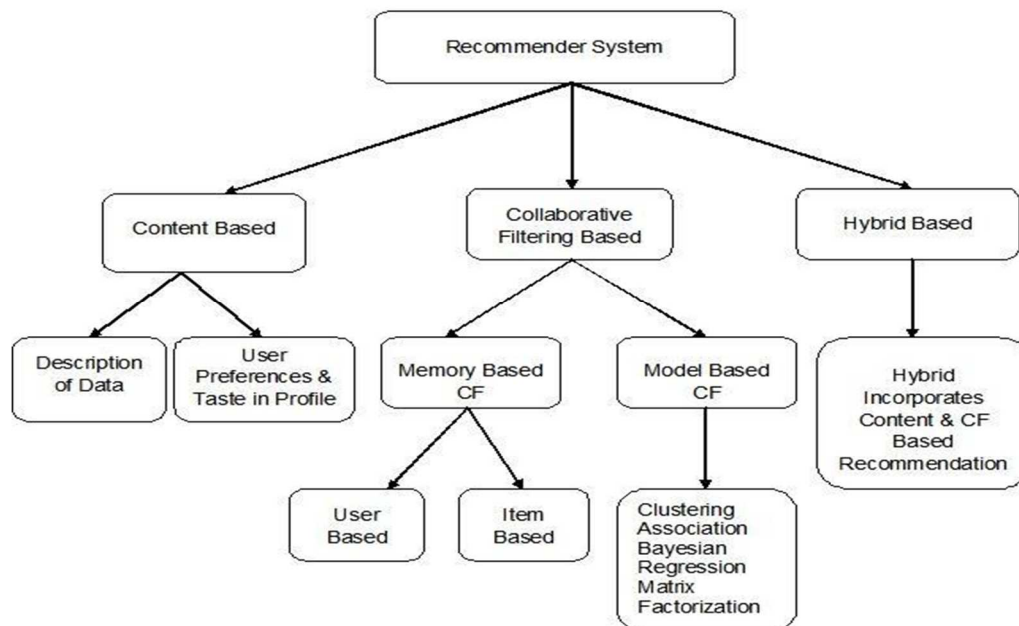 Recommender System
Content Based
Collaborative
Filtering Based
Hybrid Based
Description
of Data
User
Preferences &
Taste in Profile
Memory Based
CF
Model Based
CF
Hybrid
Incorporates
Content & CF
Based
Recommendation
User
Based
Item
Based
Clustering
Association
Bayesian
Regression
Matrix
Factorization